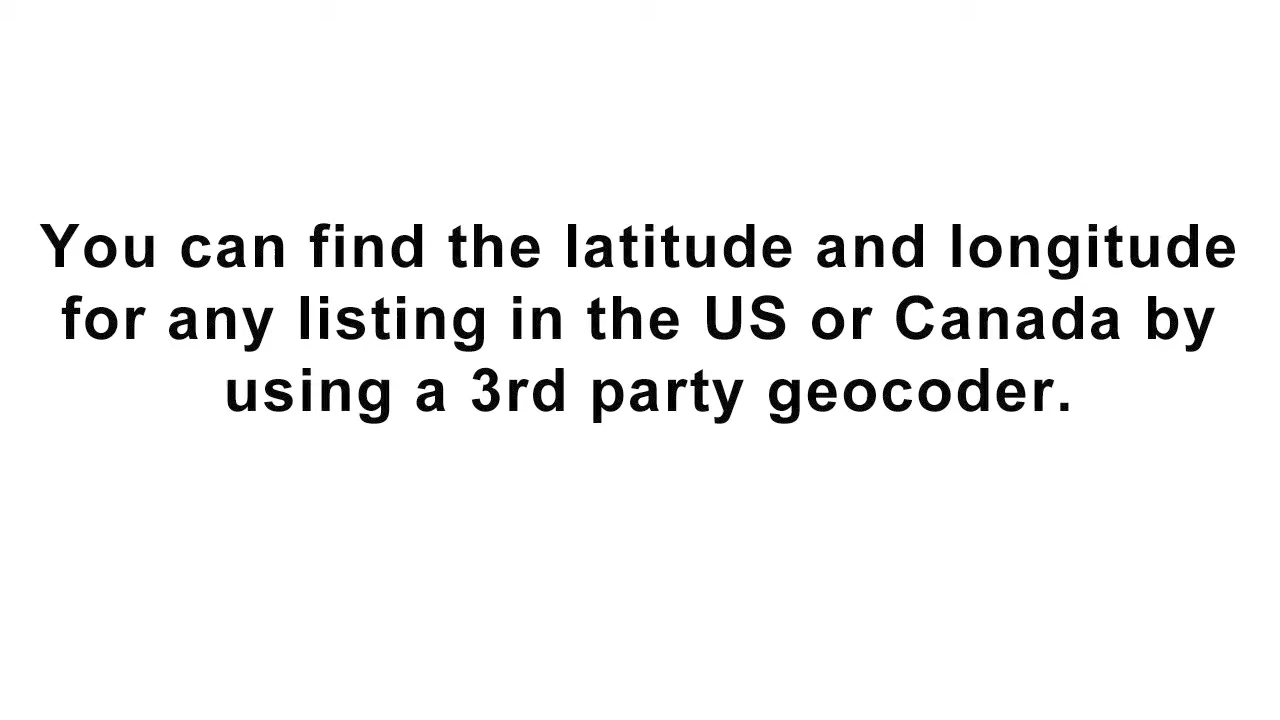 You can find the latitude and longitude
for any listing in the US or Canada by
using a 3rd party geocoder.